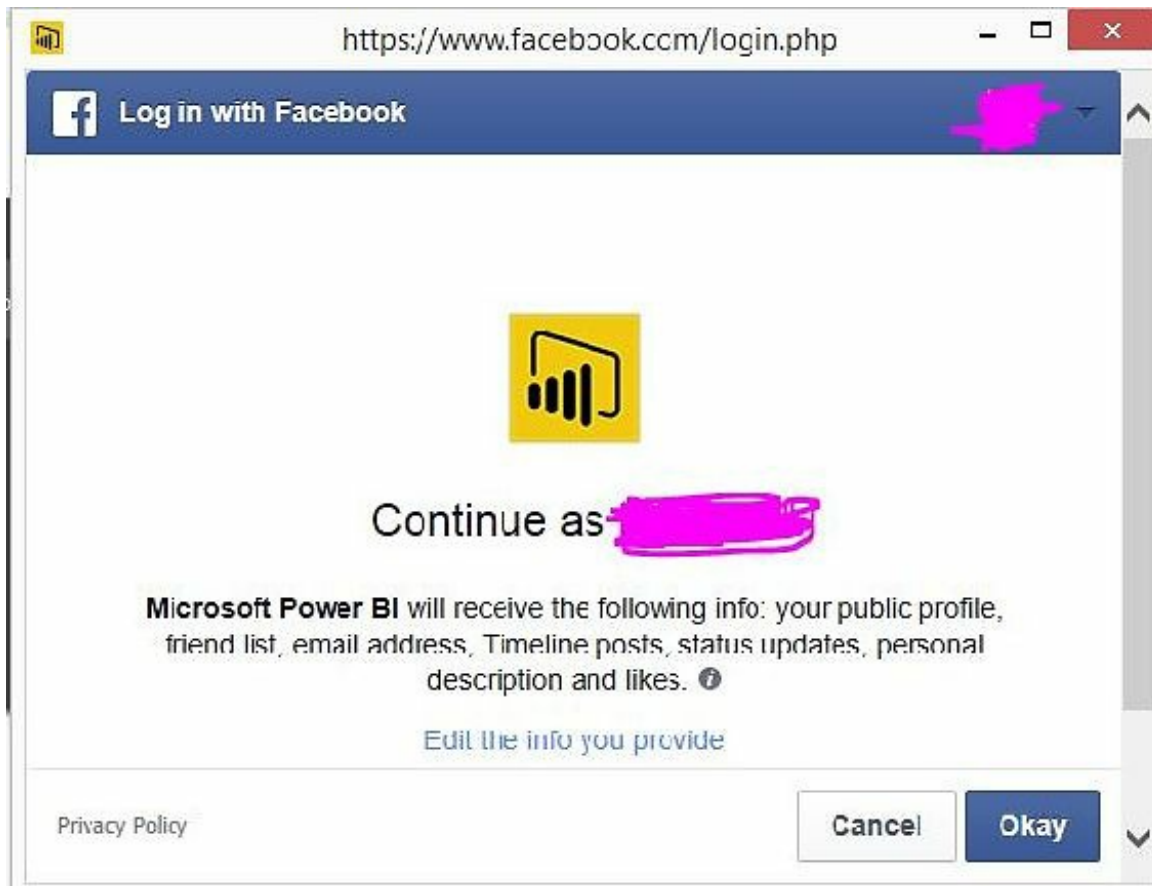 https://www.facebook.com/login.php
Log in with Facebook
Continue as
Microsoft Power BI will receive the following info: your public profile,
friend list, email address, Timeline posts, status updates, personal
description and likes.
Edit the info you provide
Privacy Policy
Cancel
Okay